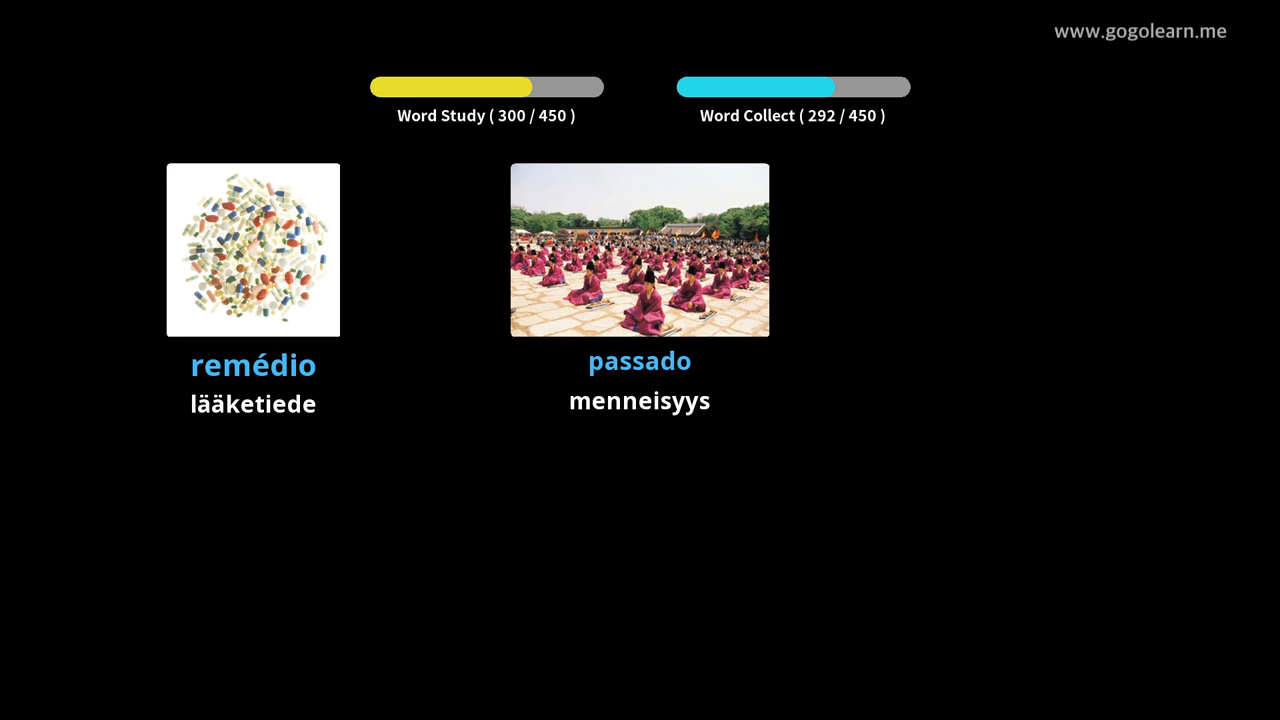 www.gogolearn.me
Word Study ( 300 / 450 )
Word Collect ( 292 / 450 )
remédio
lääketiede
passado
menneisyys